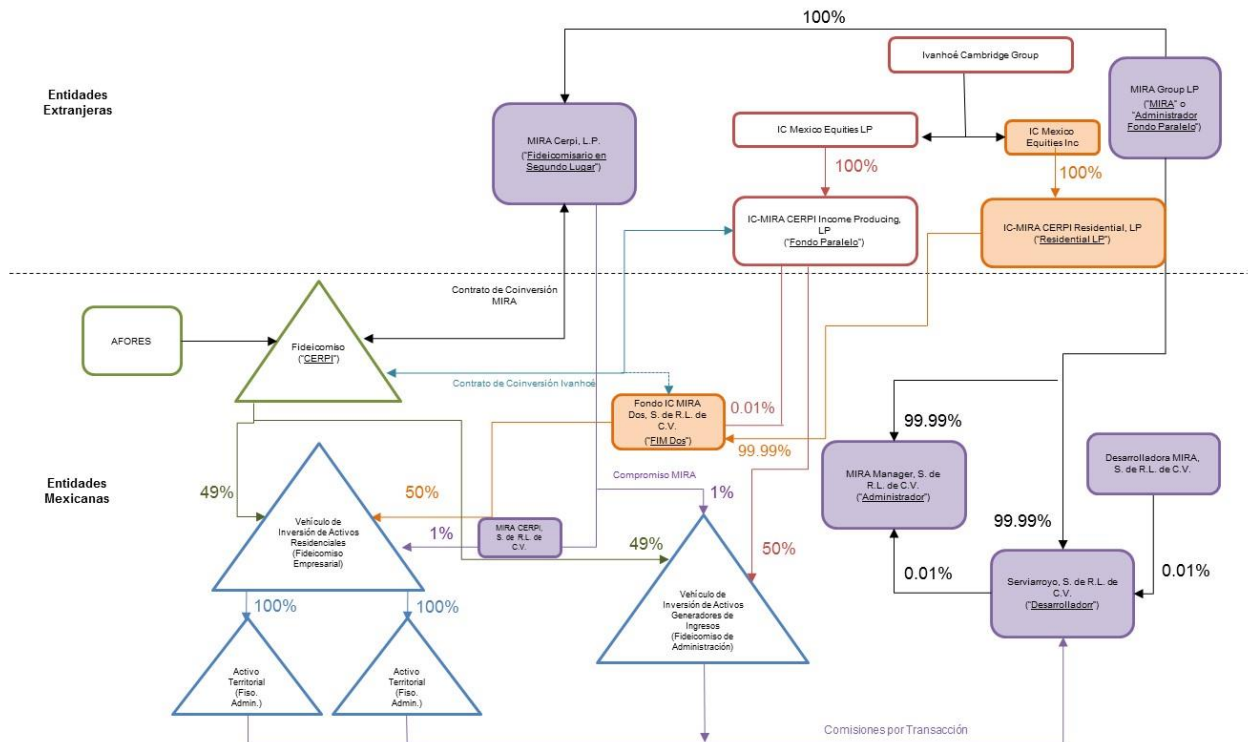 100%
Ivanhoé Cambridge Group
Entidades
Extranjeras
MIRA Group LP
("MIRA" o
"Administrador
Fondo Paralelo")
MIRA Cerpi, L.P.
("Fideicomisario en
Segundo Lugar")
IC Mexico Equities LP
IC Mexico
Equities Inc
100%
100%
IC-MIRA CERPI Income Producing,
LP
("Fondo Paralelo")
IC-MIRA CERPI Residential, LP
("Residential LP")
Contrato de Coinversión
MIRA
AFORES
Fideicomiso
("CERPI")
Contrato de Coinversión Ivanhoé
Fondo IC MIRA
Dos, S. de R.L. de
C.V.
("FIM Dos")
0.01%
99.99%
99.99%
Entidades
Mexicanas
MIRA Manager, S. de
R.L. de C.V.
("Administrador")
Desarrolladora MIRA,
S. de R.L. de C.V.
49%
50%
Compromiso MIRA
1%
Vehículo de
Inversión de Activos
Residenciales
(Fideicomiso
Empresarial)
1%
MIRA CERPI,
S. de R.L. de
C.V.
49%
50%
99.99%
0.01%
0.01%
Serviarroyo, S. de R.L. de
C.V.
("Desarrolladorr")
100%
100%
Vehículo de
Inversión de Activos
Generadores de
Ingresos
(Fideicomiso de
Administración)
Activo
Territorial
(Fiso.
Admin.)
Activo
Territorial
(Fiso.
Admin.)
Comisiones por Transacción